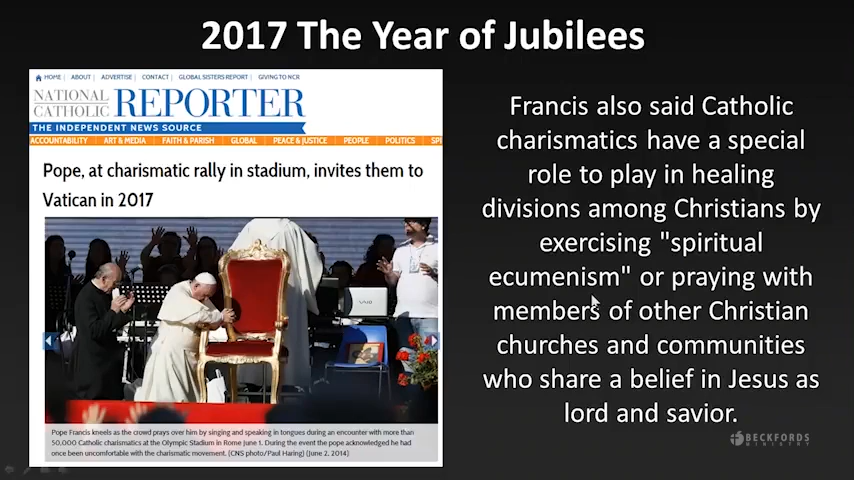 2017 The Year of Jubilees
HOME | ABOUT | ADVERTISE | CONTACT | GLOBAL SISTERS REPORT | GIVING TO NCR
NATIONAL CATHOLIC REPORTER
THE INDEPENDENT NEWS SOURCE
ACCOUNTABILITY ART & MEDIA FAITH & PARISH GLOBAL PEACE & JUSTICE PEOPLE POLITICS SPI
Pope, at charismatic rally in stadium, invites them to
Vatican in 2017
VAIO
Pope Francis kneels as the crowd prays over him by singing and speaking in tongues during an encounter with more than
50,000 Catholic charismatics at the Olympic Stadium in Rome June 1. During the event the pope acknowledged he had
once been uncomfortable with the charismatic movement. (CNS photo/Paul Haring) (June 2, 2014)
Francis also said Catholic
charismatics have a special
role to play in healing
divisions among Christians by
exercising "spiritual
ecumenism" or praying with
members of other Christian
churches and communities
who share a belief in Jesus as
lord and savior.
BECKFORDS
MINISTRY